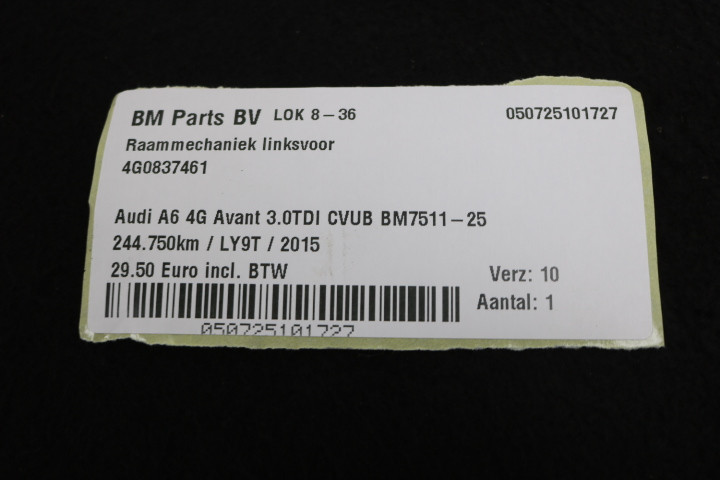 BM Parts BV LOK 8-36 050725101727
Raammechaniek linksvoor
4G0837461
Audi A6 4G Avant 3.0TDI CVUB BM7511-25
244.750km / LY9T / 2015
29.50 Euro incl. BTW Verz: 10
Aantal: 1
050725101727